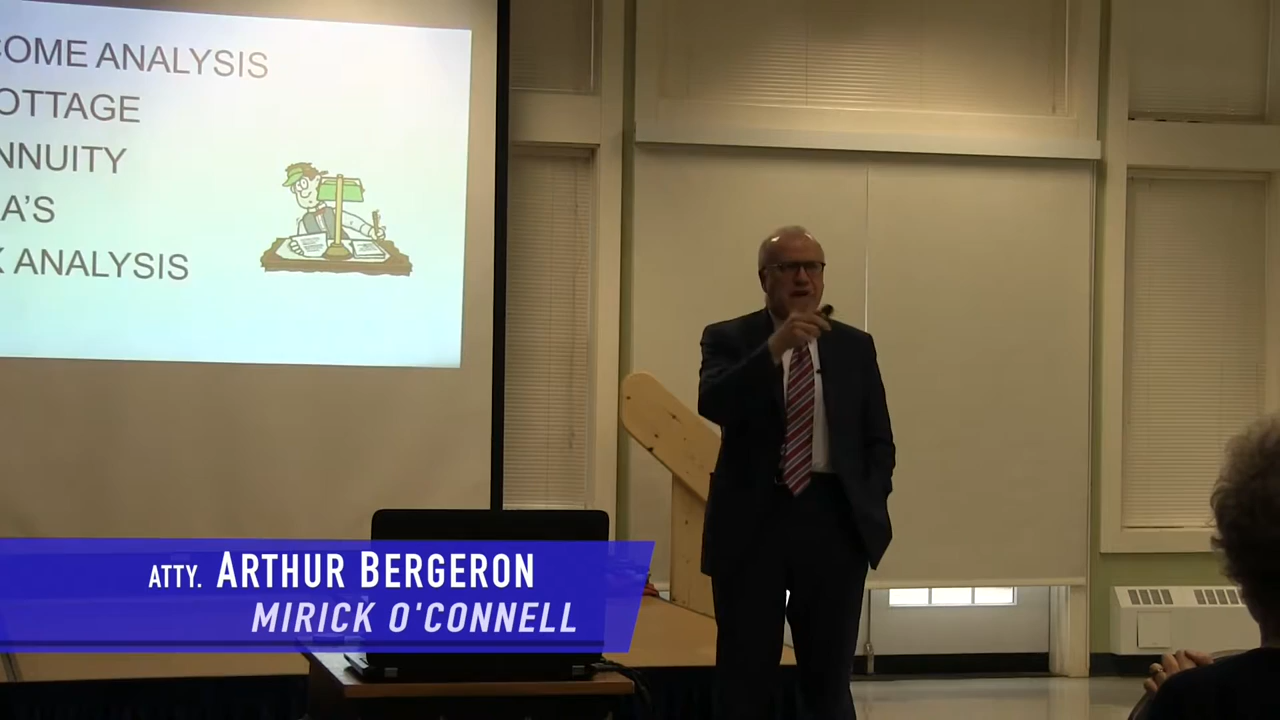 COME ANALYSIS
OTTAGE
NNUITY
A'S
ANALYSIS
ATTY. ARTHUR BERGERON
MIRICK O'CONNELL